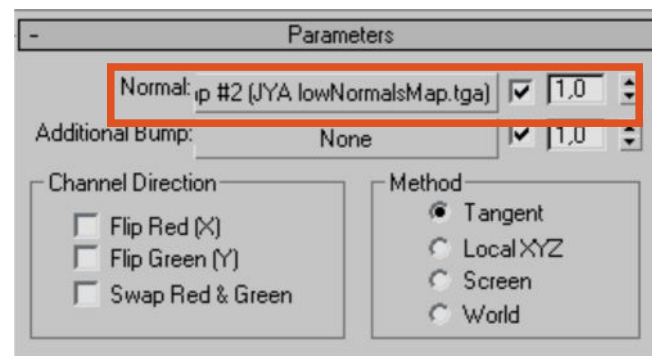 - Parameters
Normal: ıp #2 (JYA lowNormalsMap.tga) 1,0
Additional Bump: None 1,0
Channel Direction
Flip Red (X)
Flip Green (Y)
Swap Red & Green
Method
Tangent
Local XYZ
Screen
World